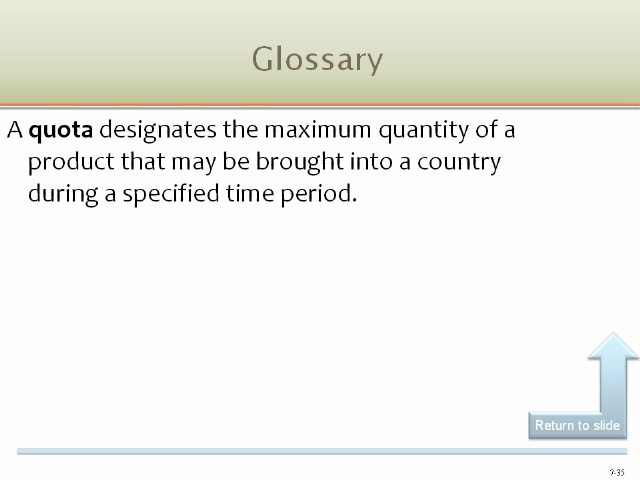 Glossary
A quota designates the maximum quantity of a
product that may be brought into a country
during a specified time period.
Return to slide
7-35